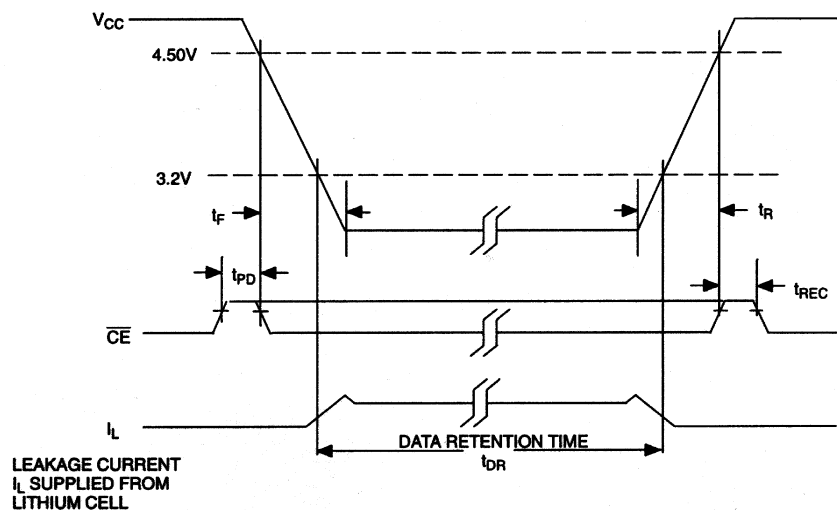 VCC
4.50V
3.2V
tF
tR
tPD
tREC
CE
IL
DATA RETENTION TIME
tDR
LEAKAGE CURRENT
IL SUPPLIED FROM
LITHIUM CELL